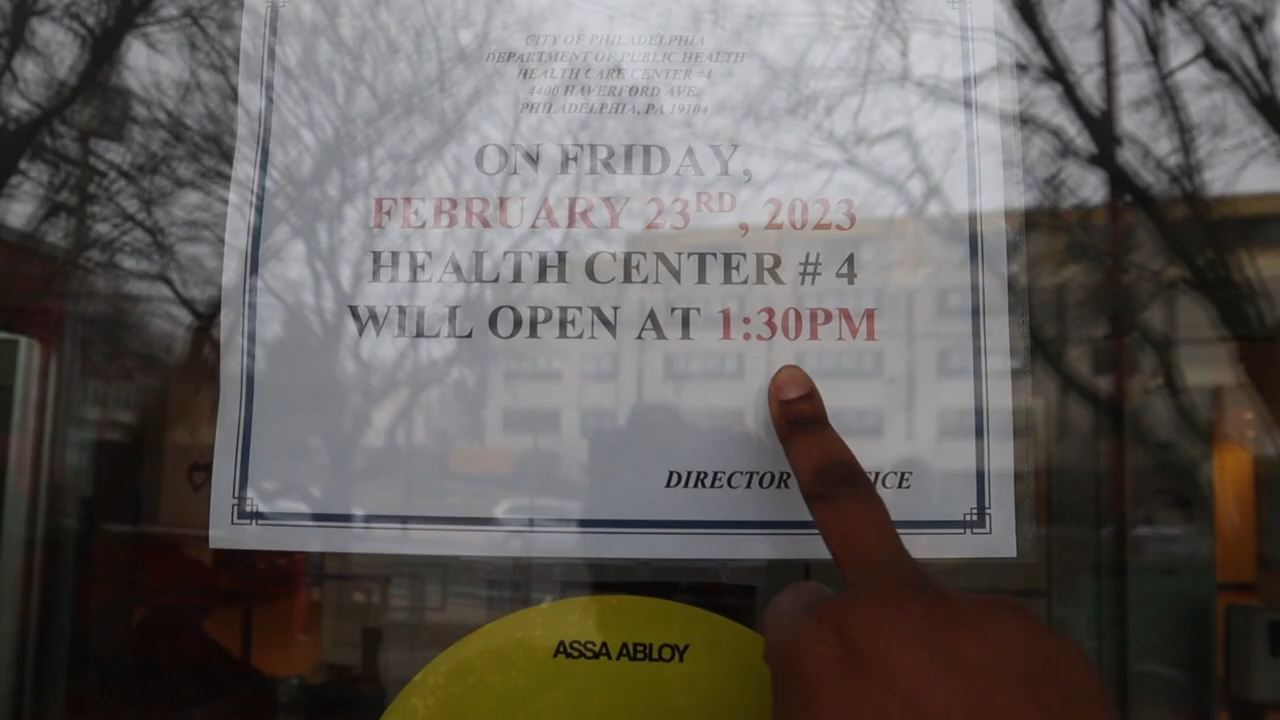 CITY OF PHILADELPHIA
DEPARTMENT OF PUBLIC HEALTH
HEALTH CARE CENTER #4
4400 HAVERFORD AVE.
PHILADELPHIA, PA 19104
ON FRIDAY,
FEBRUARY 23RD, 2023
HEALTH CENTER # 4
WILL OPEN AT 1:30PM
DIRECTOR
ASSA ABLOY